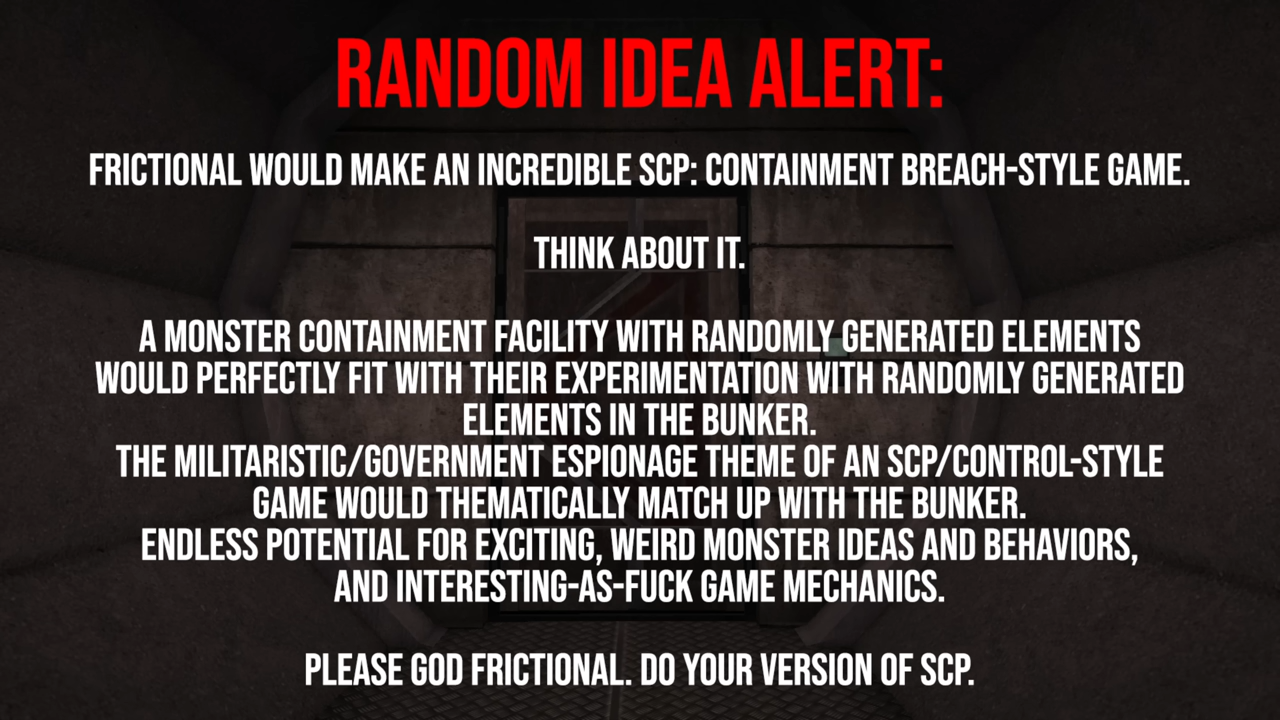 RANDOM IDEA ALERT:
FRICTIONAL WOULD MAKE AN INCREDIBLE SCP: CONTAINMENT BREACH-STYLE GAME.
THINK ABOUT IT.
A MONSTER CONTAINMENT FACILITY WITH RANDOMLY GENERATED ELEMENTS
WOULD PERFECTLY FIT WITH THEIR EXPERIMENTATION WITH RANDOMLY GENERATED
ELEMENTS IN THE BUNKER.
THE MILITARISTIC/GOVERNMENT ESPIONAGE THEME OF AN SCP/CONTROL-STYLE
GAME WOULD THEMATICALLY MATCH UP WITH THE BUNKER.
ENDLESS POTENTIAL FOR EXCITING, WEIRD MONSTER IDEAS AND BEHAVIORS,
AND INTERESTING-AS-FUCK GAME MECHANICS.
PLEASE GOD FRICTIONAL. DO YOUR VERSION OF SCP.